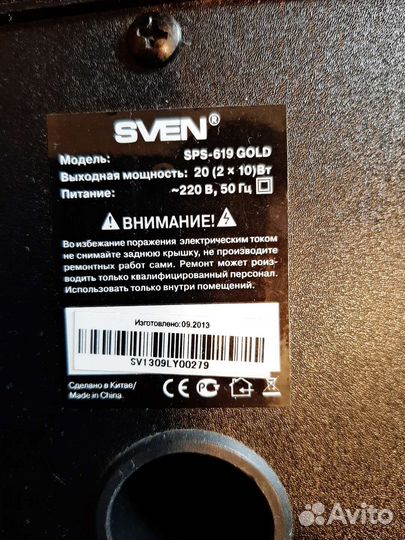 SVEN®
Модель: SPS-619 GOLD
Выходная мощность: 20 (2 × 10)Вт
Питание: ~220 В, 50 Гц
ВНИМАНИЕ!
Во избежание поражения электрическим током
не снимайте заднюю крышку, не производите
ремонтных работ сами. Ремонт может произ-
водить только квалифицированный персонал.
Использовать только внутри помещений.
Изготовлено:09.2013
SV1309LY00279
Сделано в Китае/
Made in China.
CE
Avito